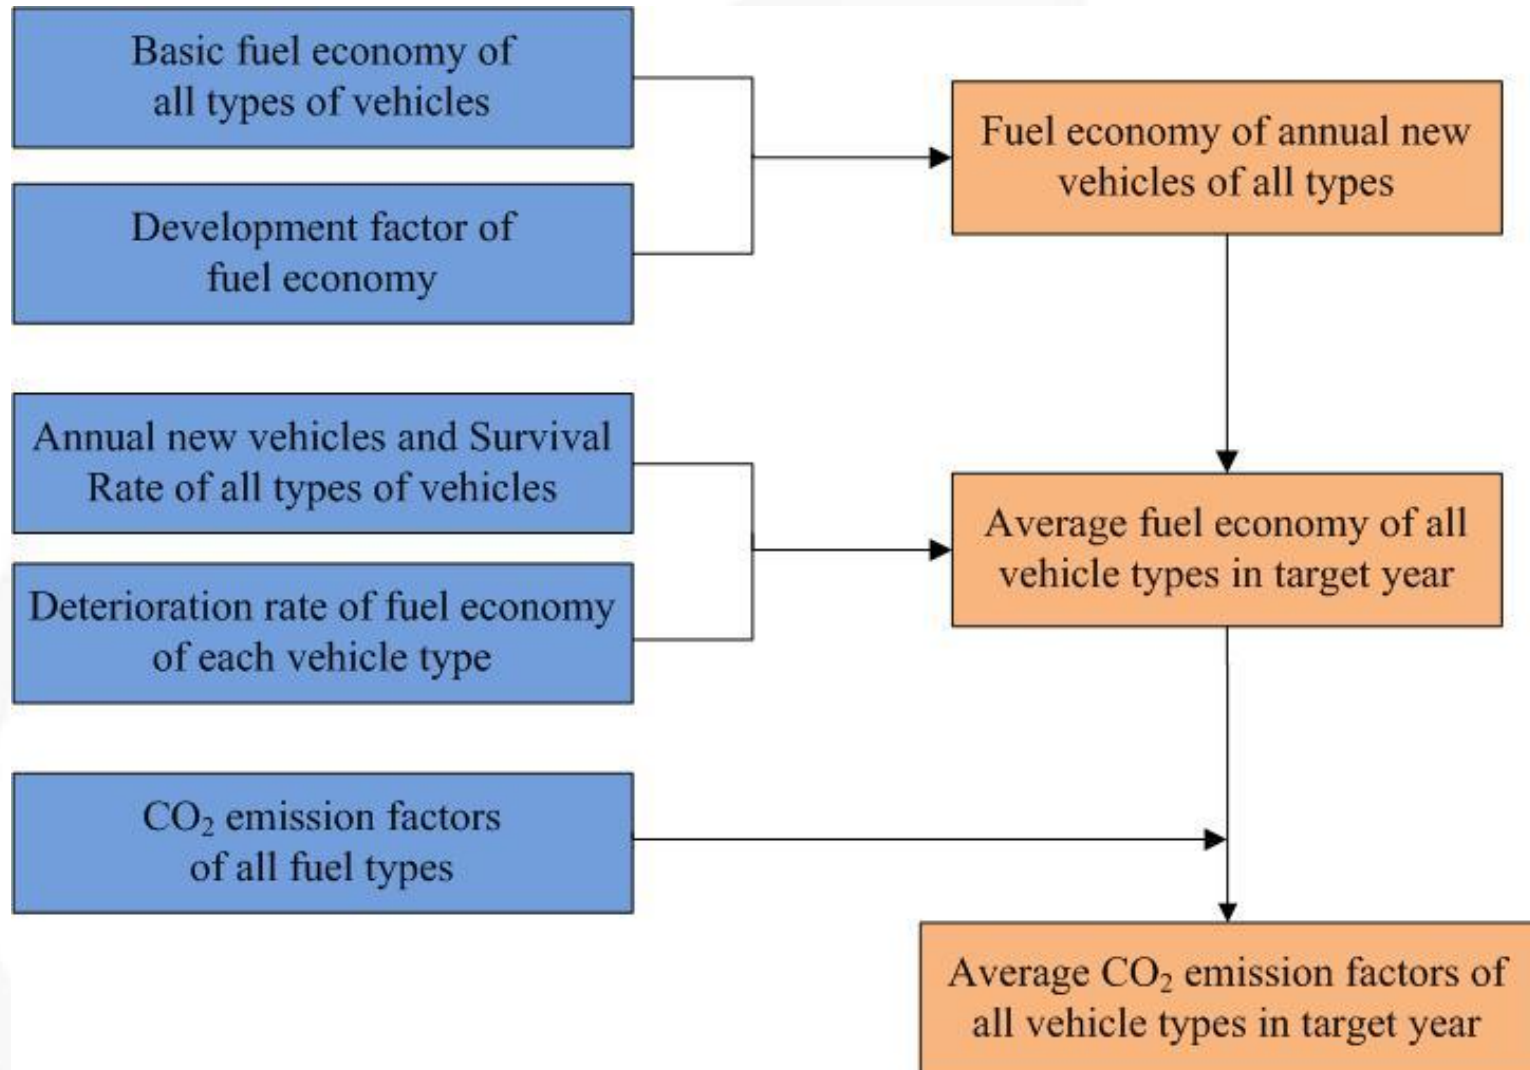 Basic fuel economy of
all types of vehicles
Development factor of
fuel economy
Fuel economy of annual new
vehicles of all types
Annual new vehicles and Survival
Rate of all types of vehicles
Deterioration rate of fuel economy
of each vehicle type
Average fuel economy of all
vehicle types in target year
CO₂ emission factors
of all fuel types
Average CO₂ emission factors of
all vehicle types in target year